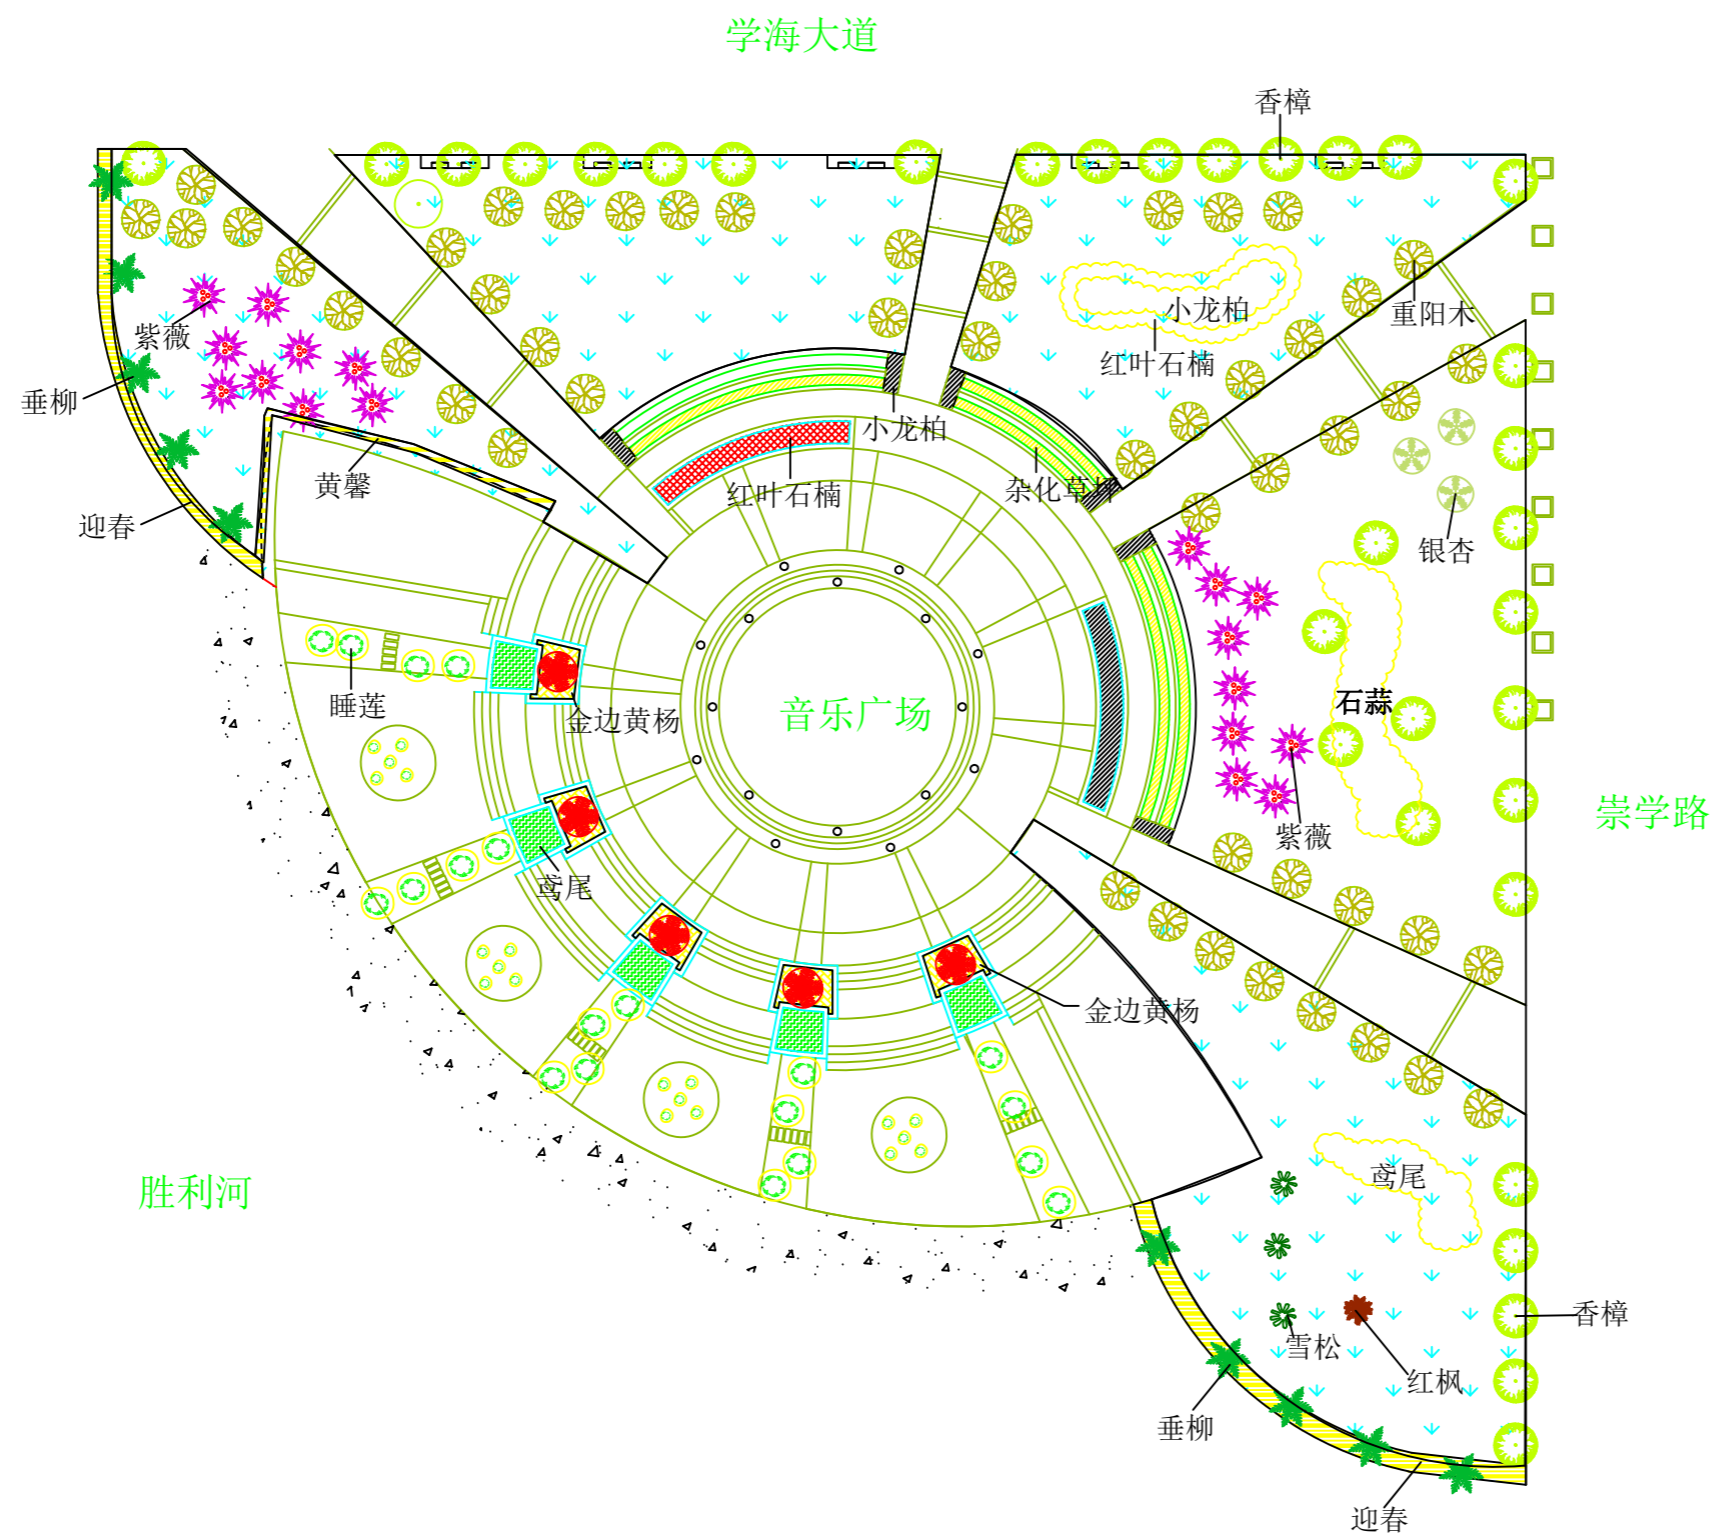 学海大道
香樟
小龙柏
重阳木
紫薇
红叶石楠
垂柳
小龙柏
黄馨
红叶石楠
杂化草坪
迎春
银杏
石蒜
睡莲
金边黄杨
音乐广场
崇学路
紫薇
鸢尾
金边黄杨
鸢尾
胜利河
香樟
雪松
红枫
垂柳
迎春